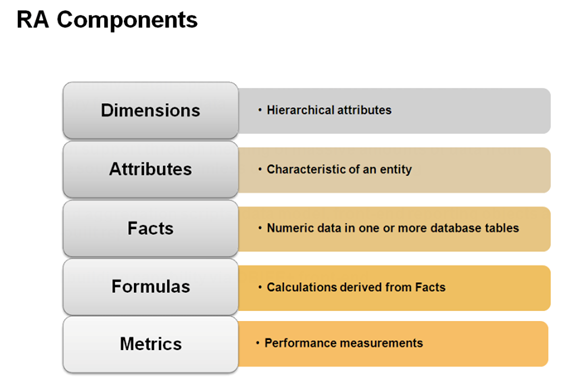 RA Components
Dimensions
• Hierarchical attributes
Attributes
• Characteristic of an entity
Facts
• Numeric data in one or more database tables
Formulas
• Calculations derived from Facts
Metrics
• Performance measurements